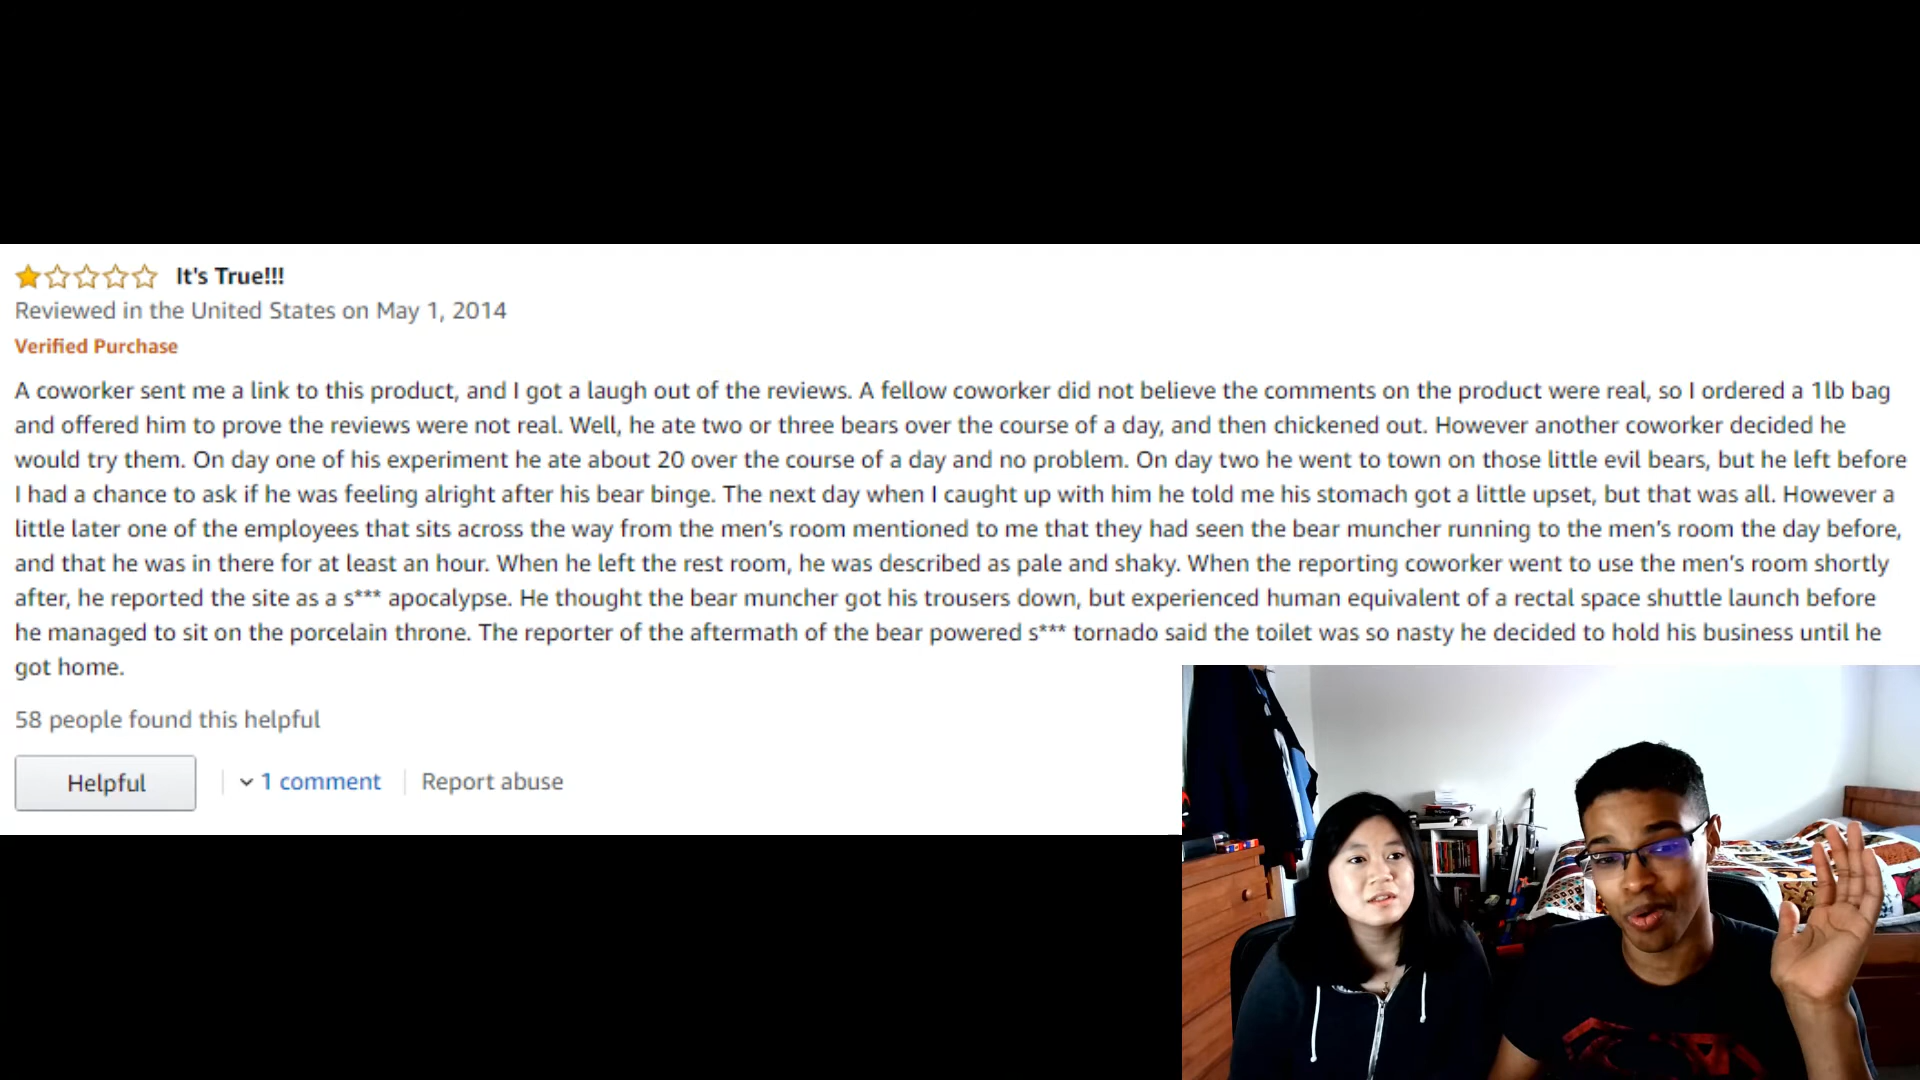 It's True!!!
Reviewed in the United States on May 1, 2014
Verified Purchase
A coworker sent me a link to this product, and I got a laugh out of the reviews. A fellow coworker did not believe the comments on the product were real, so I ordered a 1lb bag
and offered him to prove the reviews were not real. Well, he ate two or three bears over the course of a day, and then chickened out. However another coworker decided he
would try them. On day one of his experiment he ate about 20 over the course of a day and no problem. On day two he went to town on those little evil bears, but he left before
I had a chance to ask if he was feeling alright after his bear binge. The next day when I caught up with him he told me his stomach got a little upset, but that was all. However a
little later one of the employees that sits across the way from the men's room mentioned to me that they had seen the bear muncher running to the men's room the day before,
and that he was in there for at least an hour. When he left the rest room, he was described as pale and shaky. When the reporting coworker went to use the men's room shortly
after, he reported the site as a s*** apocalypse. He thought the bear muncher got his trousers down, but experienced human equivalent of a rectal space shuttle launch before
he managed to sit on the porcelain throne. The reporter of the aftermath of the bear powered s*** tornado said the toilet was so nasty he decided to hold his business until he
got home.
58 people found this helpful
Helpful
1 comment
Report abuse